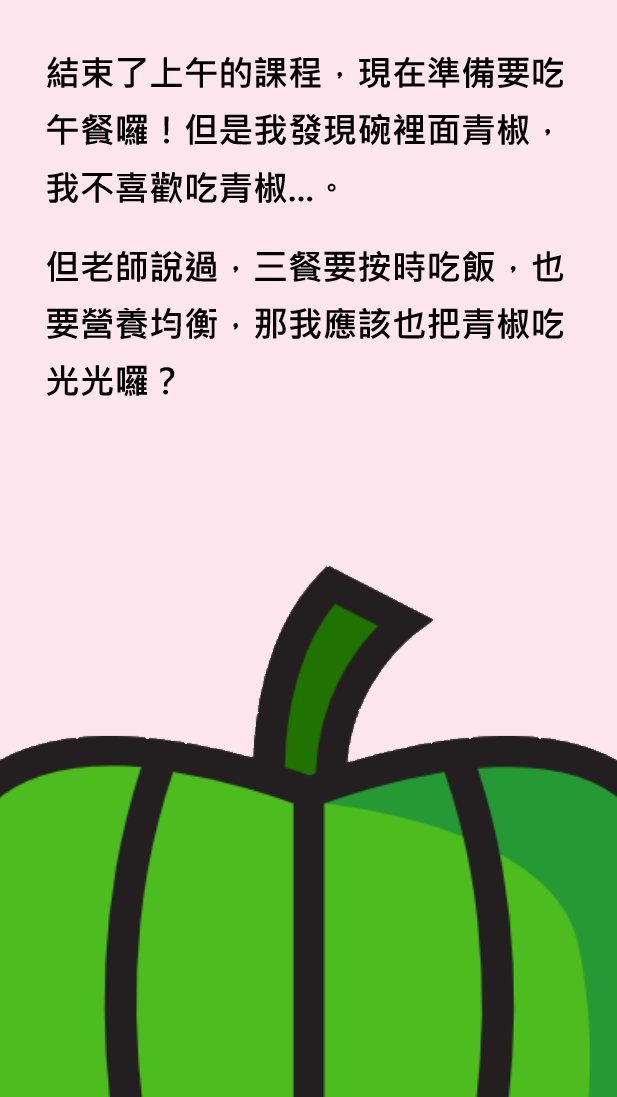 結束了上午的課程，現在準備要吃
午餐囉！但是我發現碗裡面青椒，
我不喜歡吃青椒...。
但老師說過，三餐要按時吃飯，也
要營養均衡，那我應該也把青椒吃
光光囉？